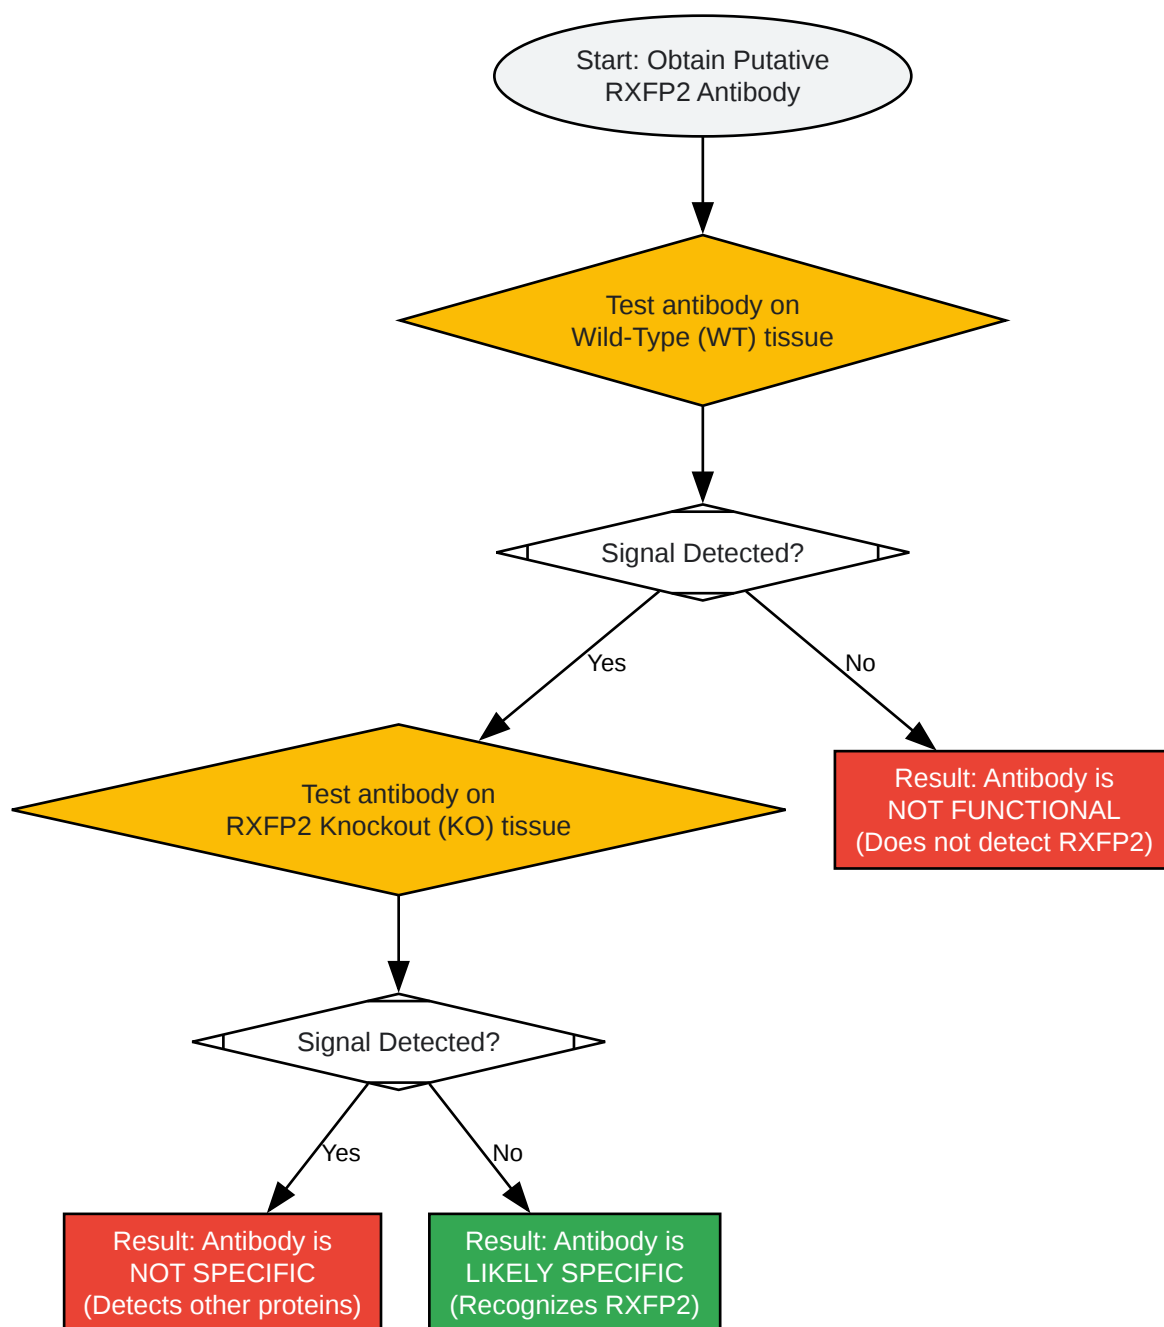 Start: Obtain Putative
RXFP2 Antibody
Test antibody on
Wild-Type (WT) tissue
Signal Detected?
Yes
No
Test antibody on
RXFP2 Knockout (KO) tissue
Result: Antibody is
NOT FUNCTIONAL
(Does not detect RXFP2)
Signal Detected?
Yes
No
Result: Antibody is
NOT SPECIFIC
(Detects other proteins)
Result: Antibody is
LIKELY SPECIFIC
(Recognizes RXFP2)